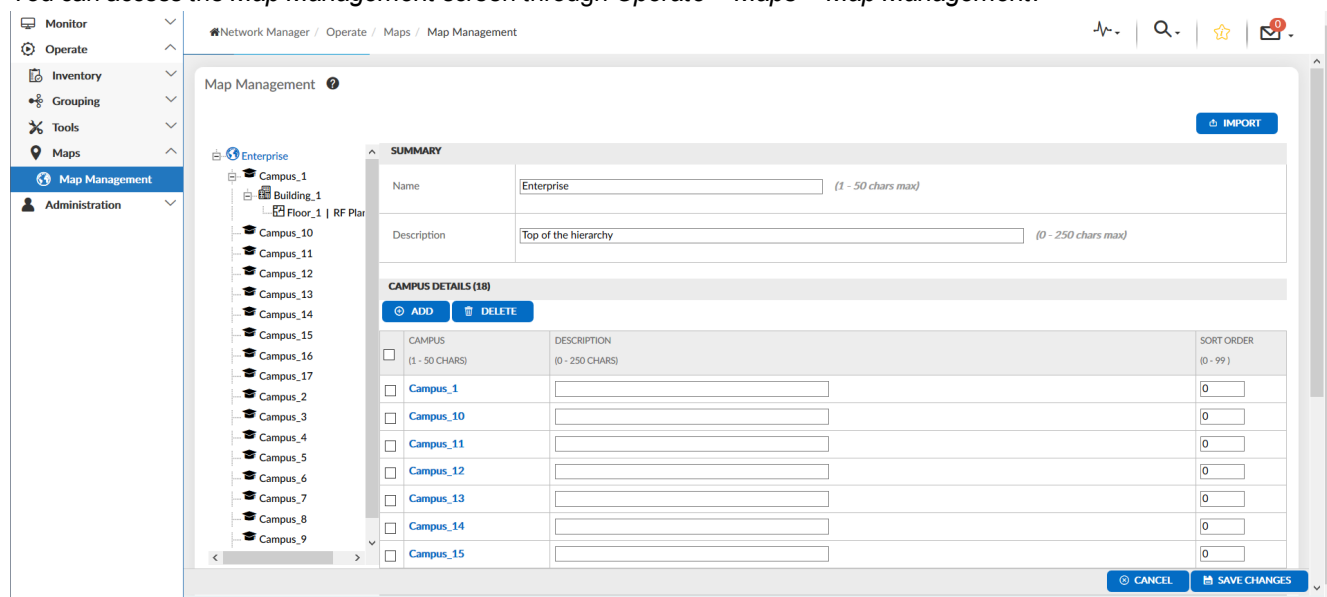 You can access the Map Management screen through Operate > Maps > Map Management.
Monitor
Operate
Inventory
Grouping
Tools
Maps
Map Management
Administration
Network Manager / Operate / Maps / Map Management
0
Map Management
IMPORT
Enterprise
Campus_1
Building_1
Floor_1 | RF Plan
Campus_10
Campus_11
Campus_12
Campus_13
Campus_14
Campus_15
Campus_16
Campus_17
Campus_2
Campus_3
Campus_4
Campus_5
Campus_6
Campus_7
Campus_8
Campus_9
SUMMARY
Name Enterprise (1 - 50 chars max)
Description Top of the hierarchy (0 - 250 chars max)
CAMPUS DETAILS (18)
ADD DELETE
CAMPUS DESCRIPTION SORT ORDER
(1 - 50 CHARS) (0 - 250 CHARS) (0 - 99 )
Campus_1 0
Campus_10 0
Campus_11 0
Campus_12 0
Campus_13 0
Campus_14 0
Campus_15 0
CANCEL SAVE CHANGES